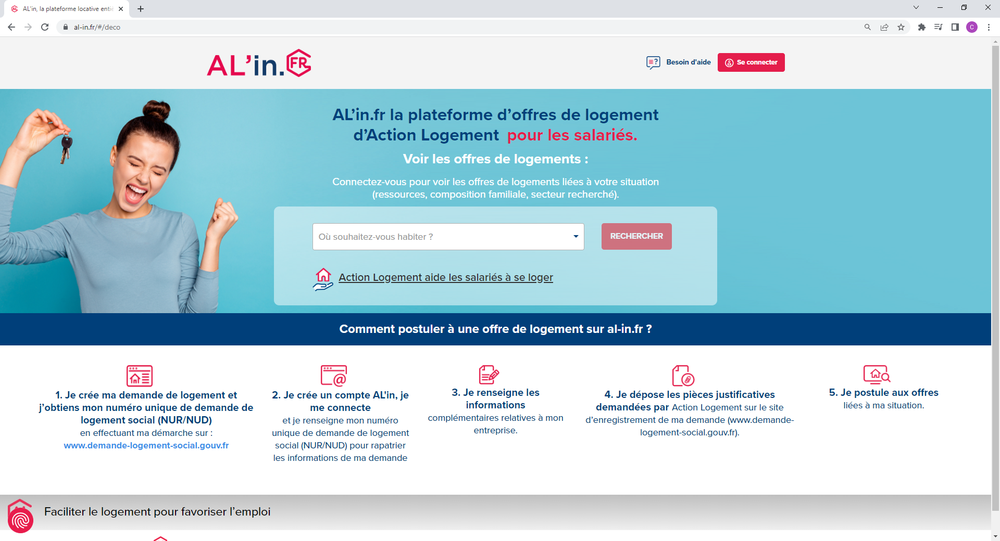 AL'in, la plateforme locative entiè
al-in.fr/#/deco
C
AL’in.FR
Besoin d'aide
Se connecter
AL’in.fr la plateforme d’offres de logement
d’Action Logement pour les salariés.
Voir les offres de logements :
Connectez-vous pour voir les offres de logements liées à votre situation
(ressources, composition familiale, secteur recherché).
Où souhaitez-vous habiter ?
RECHERCHER
Action Logement aide les salariés à se loger
Comment postuler à une offre de logement sur al-in.fr ?
1. Je crée ma demande de logement et
j’obtiens mon numéro unique de demande de
logement social (NUR/NUD)
en effectuant ma démarche sur :
www.demande-logement-social.gouv.fr
2. Je crée un compte AL'in, je
me connecte
et je renseigne mon numéro
unique de demande de logement
social (NUR/NUD) pour rapatrier
les informations de ma demande
3. Je renseigne les
informations
complémentaires relatives à mon
entreprise.
4. Je dépose les pièces justificatives
demandées par Action Logement sur le site
d’enregistrement de ma demande (www.demande-
logement-social.gouv.fr).
5. Je postule aux offres
liées à ma situation.
Faciliter le logement pour favoriser l’emploi